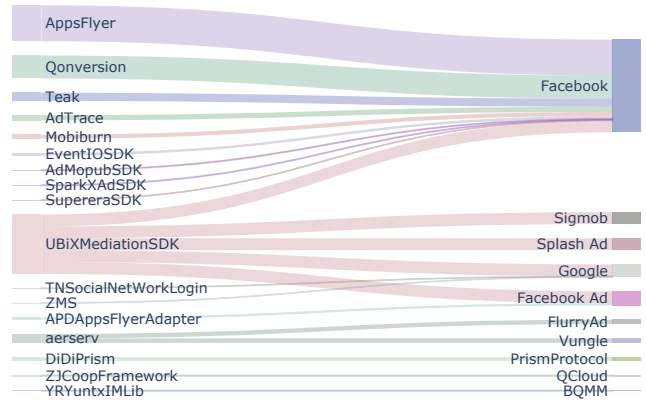 AppsFlyer
Qonversion
Teak
AdTrace
Mobiburn
EventIOSDK
AdMopubSDK
SparkXAdSDK
SupereraSDK
UBiXMediationSDK
TNSocialNetWorkLogin
ZMS
APDAppsFlyerAdapter
aerserv
DiDiPrism
ZJCoopFramework
YRYuntxIMLib
Facebook
Sigmob
Splash Ad
Google
Facebook Ad
FlurryAd
Vungle
PrismProtocol
QCloud
BQMM